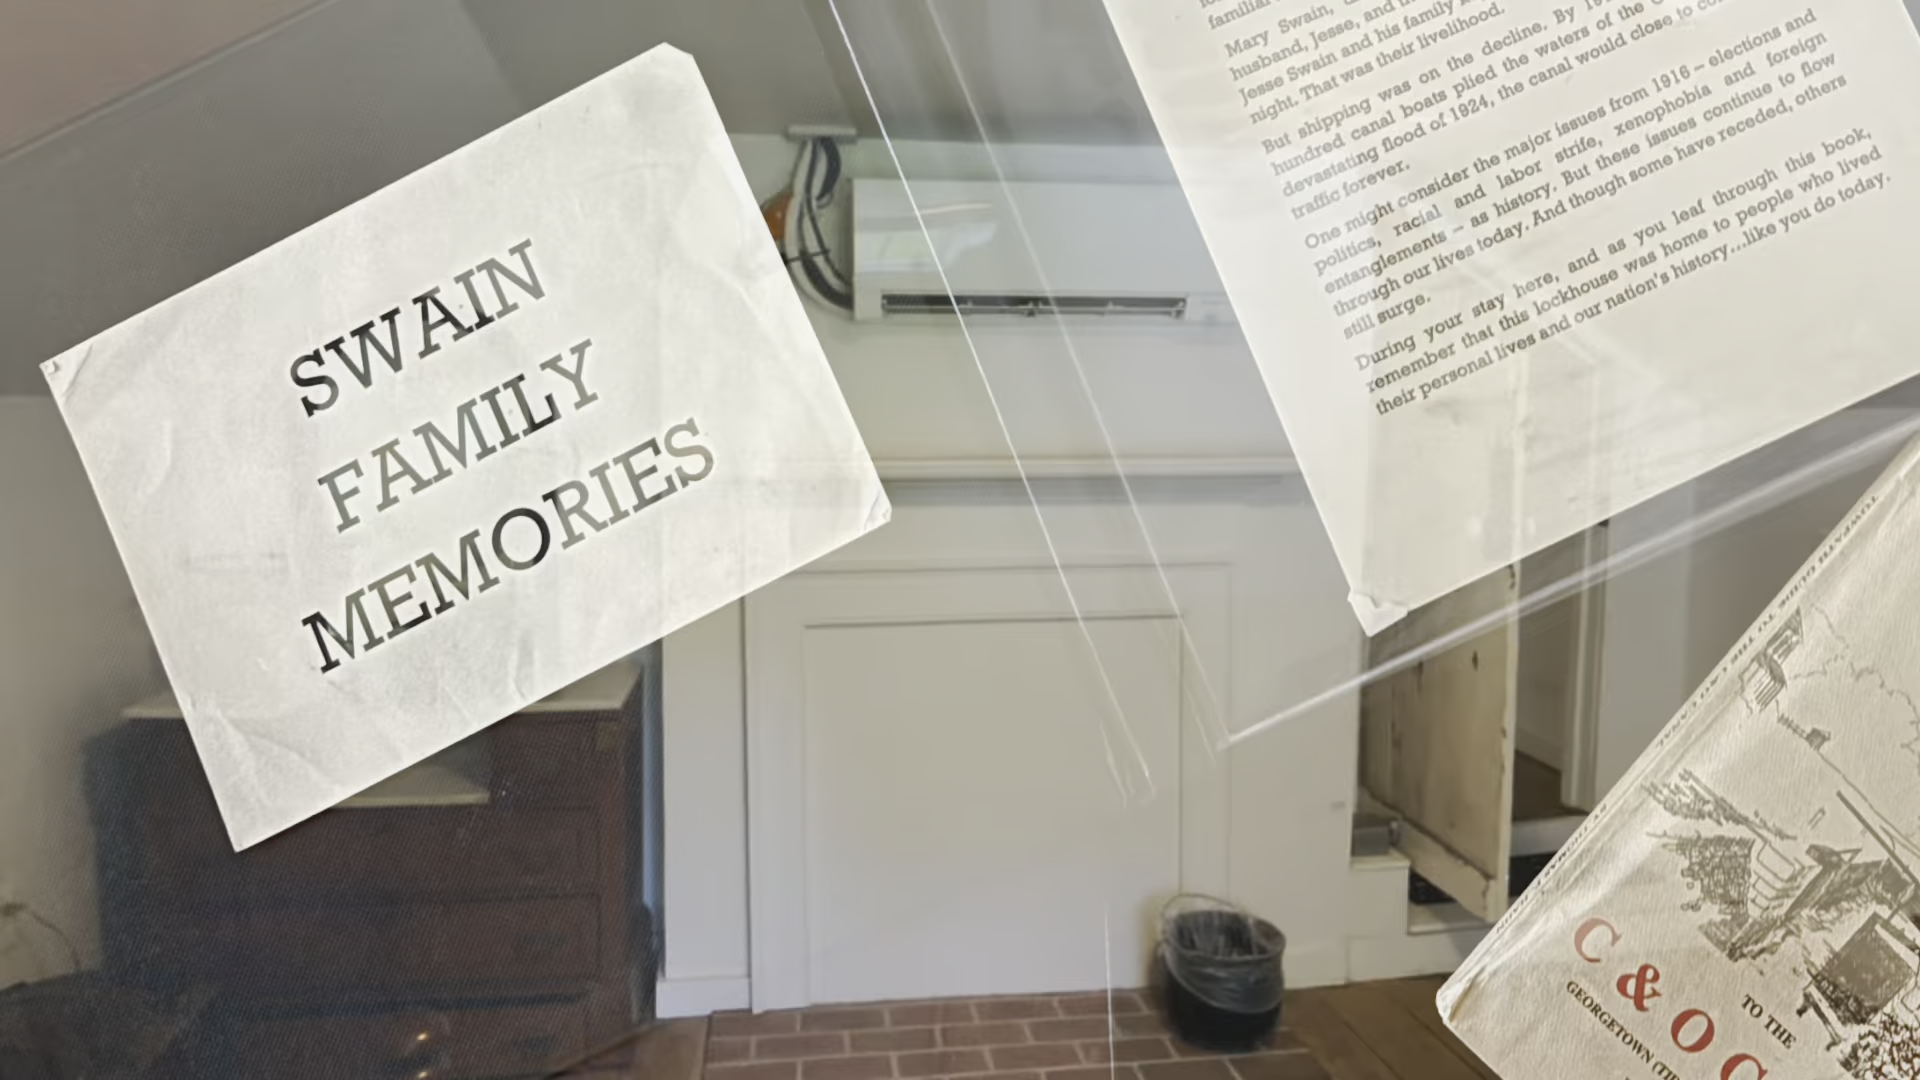 SWAIN
FAMILY
MEMORIES
familiar
Mary Swain,
husband, Jesse, and
Jesse Swain and his family
night. That was their livelihood.
But shipping was on the decline. By
hundred canal boats plied the waters of the
devastating flood of 1924, the canal would close to
traffic forever.
One might consider the major issues from 1916 – elections and
politics, racial and labor strife, xenophobia and foreign
entanglements – as history. But these issues continue to flow
through our lives today. And though some have receded, others
still surge.
During your stay here, and as you leaf through this book,
remember that this lockhouse was home to people who lived
their personal lives and our nation's history...like you do today.
TOWPATH GUIDE TO THE C & O CANAL
C & O C
TO THE
GEORGETOWN